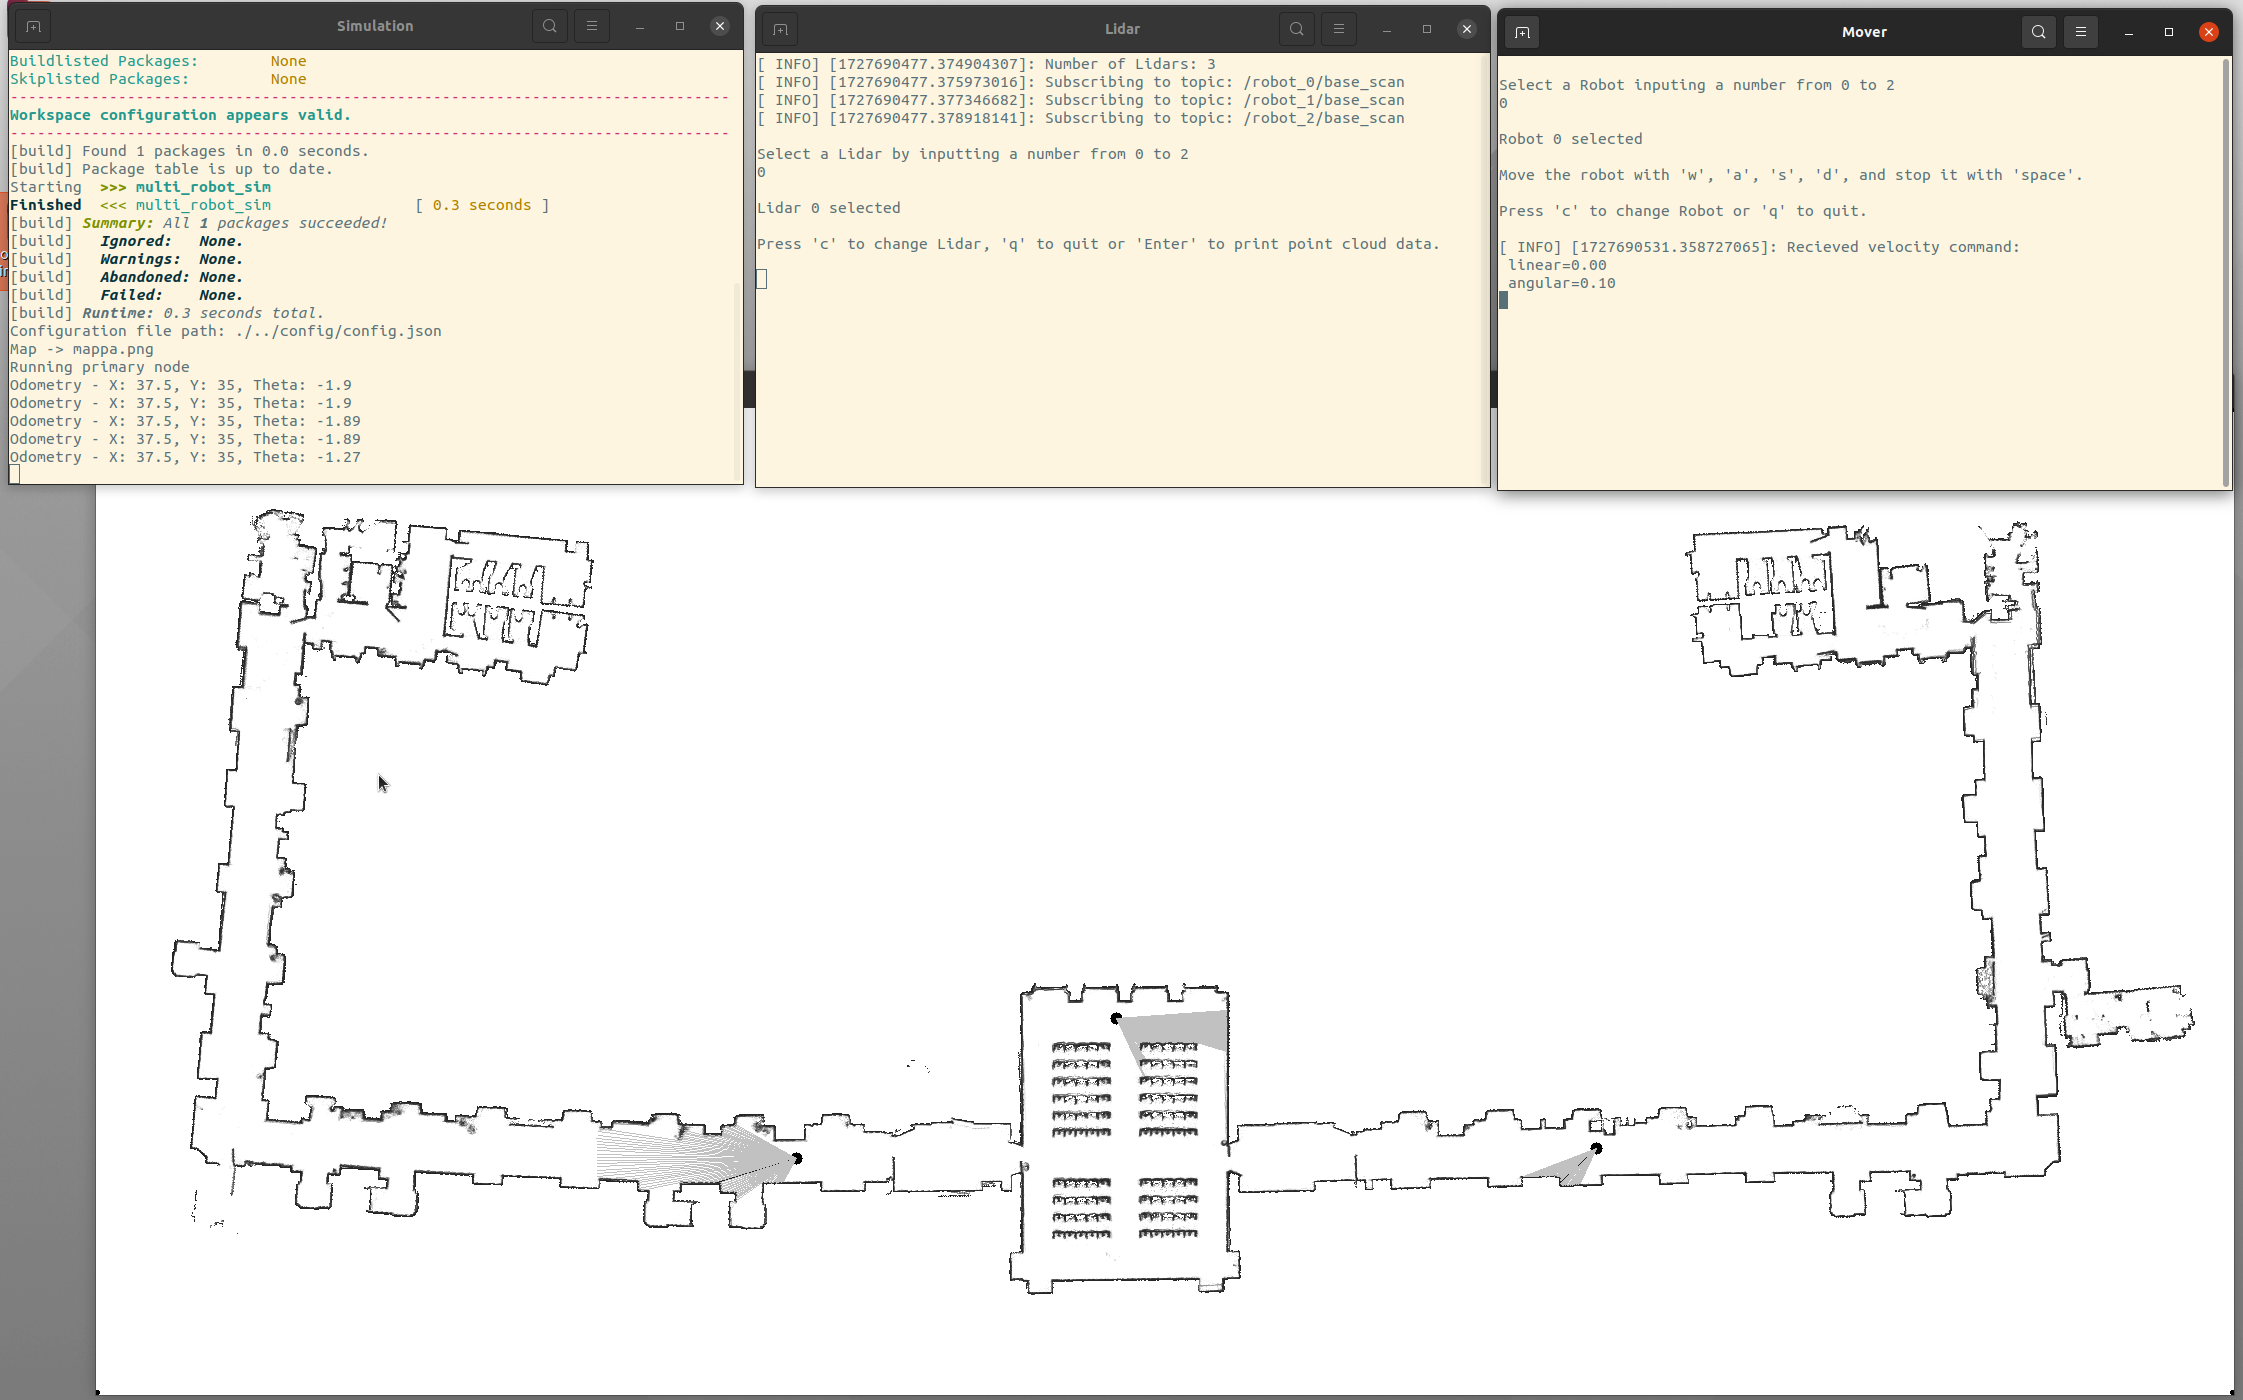 Simulation
Buildlisted Packages:        None
Skiplisted Packages:         None
--------------------------------------------------------------------------------
Workspace configuration appears valid.
--------------------------------------------------------------------------------
[build] Found 1 packages in 0.0 seconds.
[build] Package table is up to date.
Starting  >>> multi_robot_sim
Finished  <<< multi_robot_sim                [ 0.3 seconds ]
[build] Summary: All 1 packages succeeded!
[build]   Ignored:   None.
[build]   Warnings:  None.
[build]   Abandoned: None.
[build]   Failed:    None.
[build] Runtime: 0.3 seconds total.
Configuration file path: ./../config/config.json
Map -> mappa.png
Running primary node
Odometry - X: 37.5, Y: 35, Theta: -1.9
Odometry - X: 37.5, Y: 35, Theta: -1.9
Odometry - X: 37.5, Y: 35, Theta: -1.89
Odometry - X: 37.5, Y: 35, Theta: -1.89
Odometry - X: 37.5, Y: 35, Theta: -1.27
Lidar
[ INFO] [1727690477.374904307]: Number of Lidars: 3
[ INFO] [1727690477.375973016]: Subscribing to topic: /robot_0/base_scan
[ INFO] [1727690477.377346682]: Subscribing to topic: /robot_1/base_scan
[ INFO] [1727690477.378918141]: Subscribing to topic: /robot_2/base_scan
Select a Lidar by inputting a number from 0 to 2
0
Lidar 0 selected
Press 'c' to change Lidar, 'q' to quit or 'Enter' to print point cloud data.
Mover
Select a Robot inputing a number from 0 to 2
0
Robot 0 selected
Move the robot with 'w', 'a', 's', 'd', and stop it with 'space'.
Press 'c' to change Robot or 'q' to quit.
[ INFO] [1727690531.358727065]: Recieved velocity command:
linear=0.00
angular=0.10